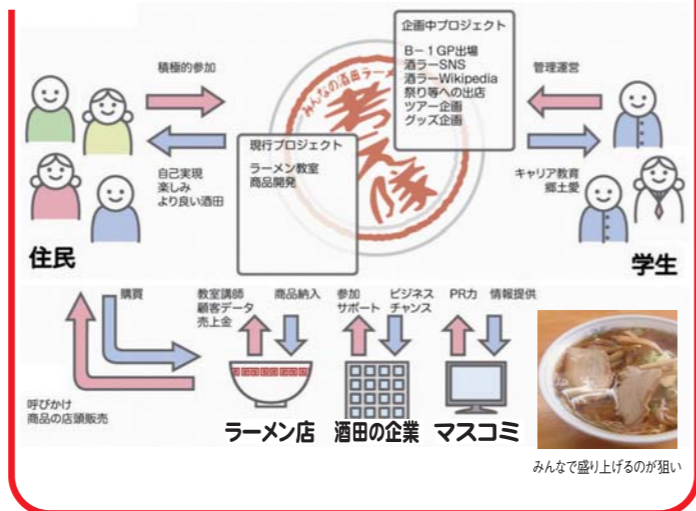 企画中プロジェクト
B－1GP出場
酒ラーSNS
酒ラーWikipedia
祭り等への出店
ツアー企画
グッズ企画
積極的参加
管理運営
みんなの酒田ラーメン
考え隊
現行プロジェクト
ラーメン教室
商品開発
自己実現
楽しみ
より良い酒田
キャリア教育
郷土愛
住民
学生
購買
教室講師
顧客データ
売上金
商品納入
参加
サポート
ビジネス
チャンス
PR力
情報提供
呼びかけ
商品の店頭販売
ラーメン店
酒田の企業
マスコミ
みんなで盛り上げるのが狙い